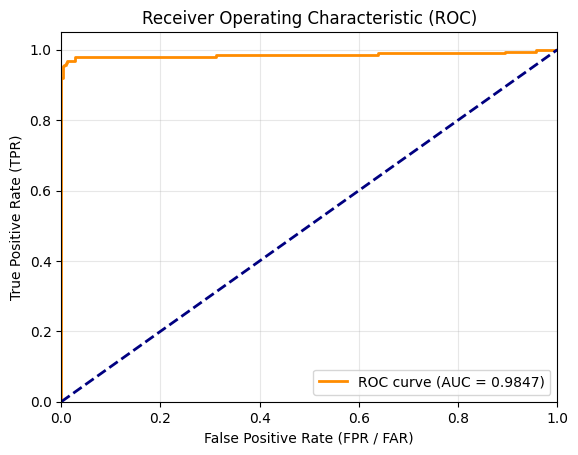 Receiver Operating Characteristic (ROC)
True Positive Rate (TPR)
1.0
0.8
0.6
0.4
0.2
0.0
0.0 0.2 0.4 0.6 0.8 1.0
False Positive Rate (FPR / FAR)
ROC curve (AUC = 0.9847)